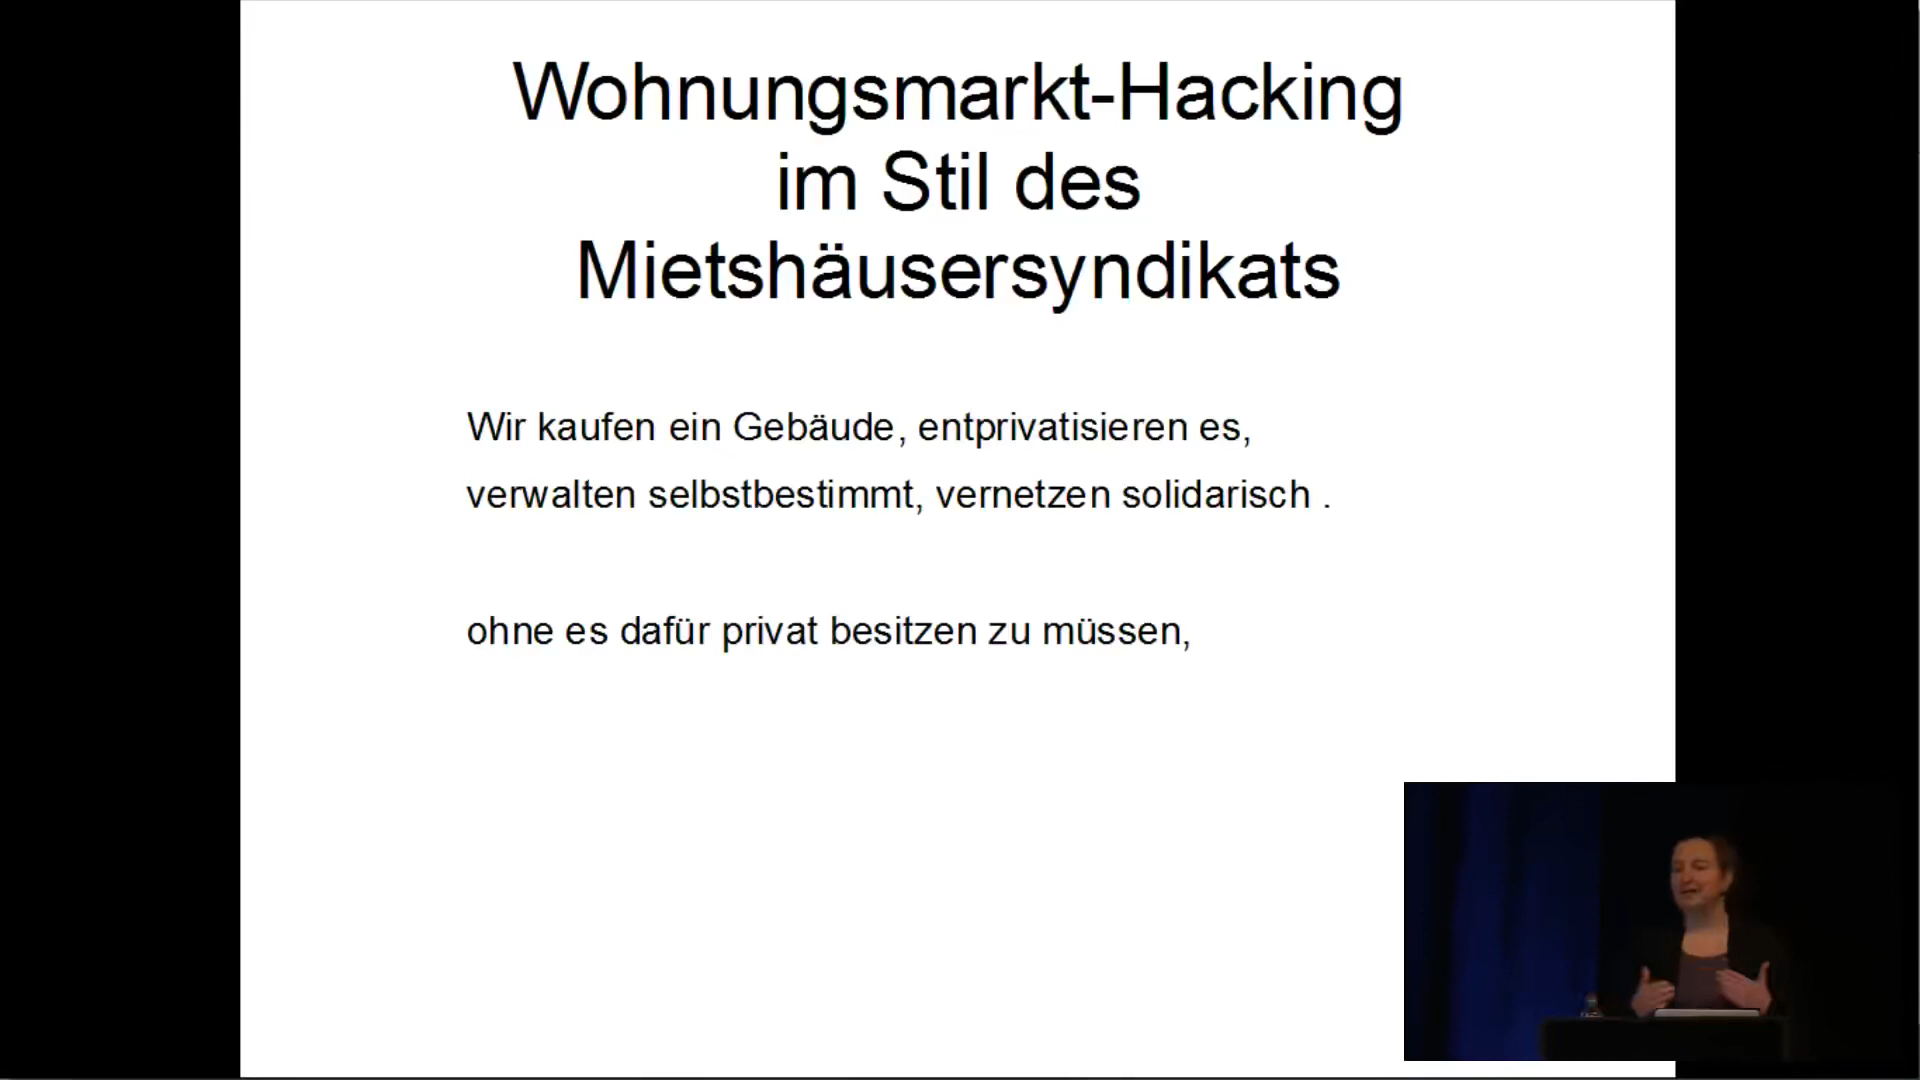 Wohnungsmarkt-Hacking
im Stil des
Mietshäusersyndikats
Wir kaufen ein Gebäude, entprivatisieren es,
verwalten selbstbestimmt, vernetzen solidarisch .
ohne es dafür privat besitzen zu müssen,